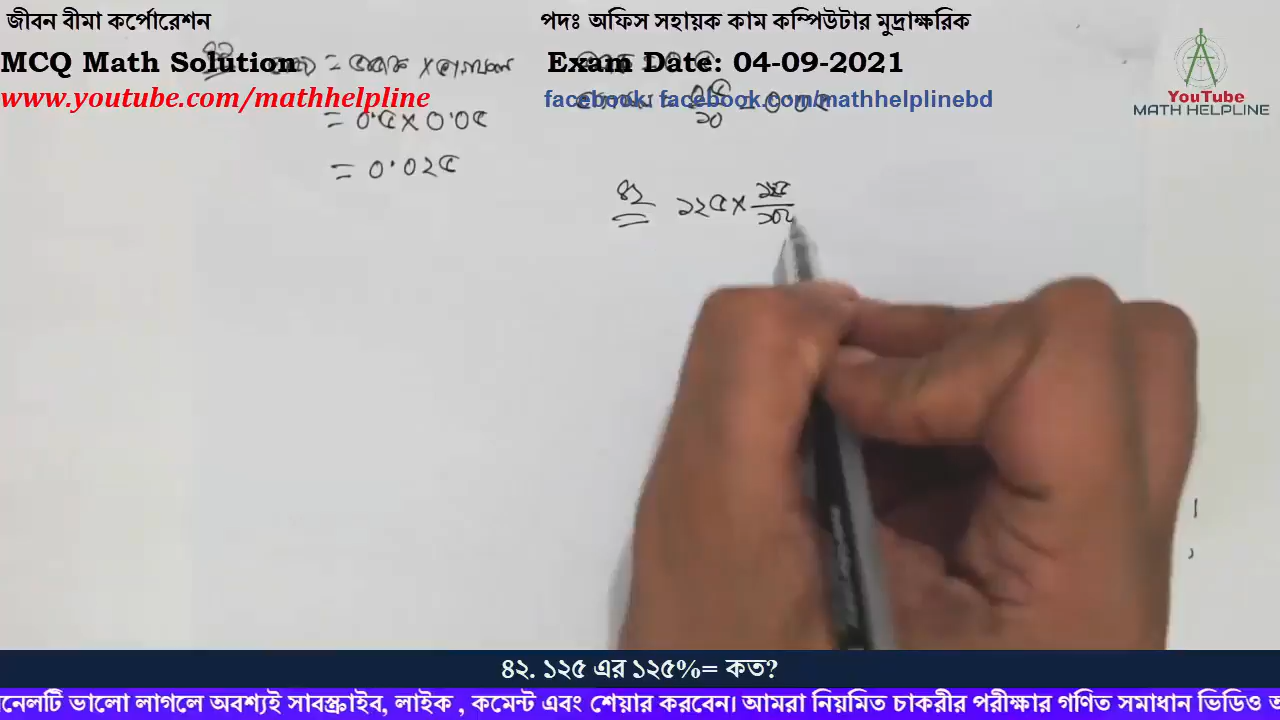 জীবন বীমা কর্পোরেশন
পদঃ অফিস সহায়ক কাম কম্পিউটার মুদ্রাক্ষরিক
MCQ Math Solution
Exam Date: 04-09-2021
www.youtube.com/mathhelpline
facebook: facebook.com/mathhelplinebd
YouTube
MATH HELPLINE
= ০.৫ × ০.০৫
= ০.০২৫
৪২ ১২৫ × ১২৫/১০০
৪২. ১২৫ এর ১২৫%= কত?
নেলটি ভালো লাগলে অবশ্যই সাবস্ক্রাইব, লাইক , কমেন্ট এবং শেয়ার করবেন। আমরা নিয়মিত চাকরীর পরীক্ষার গণিত সমাধান ভিডিও